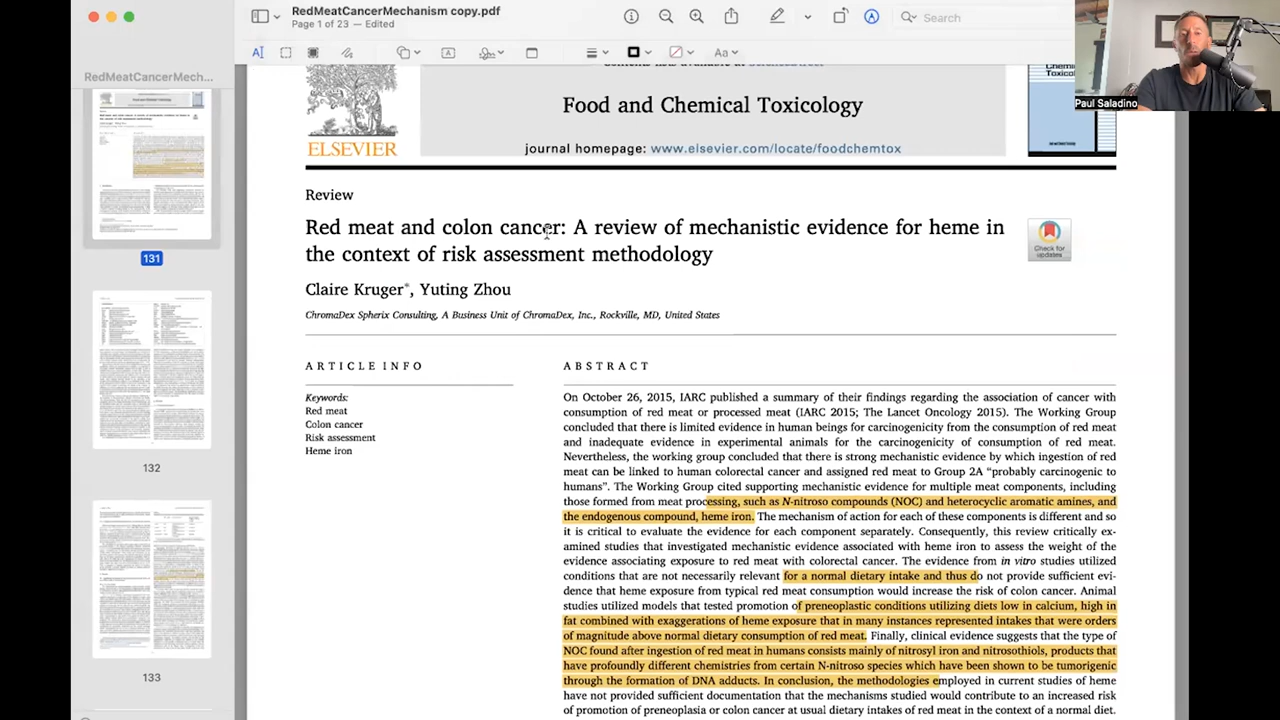 RedMeatCancerMechanism copy.pdf
Page 1 of 23 — Edited
Search
Paul Saladino
RedMeatCancerMech...
131
132
133
Aa
Food and Chemical Toxicology
ELSEVIER
journal homepage: www.elsevier.com/locate/foodchemtox
Review
Red meat and colon cancer: A review of mechanistic evidence for heme in
the context of risk assessment methodology
Check for
updates
Claire Kruger*, Yuting Zhou
ChromaDex Spherix Consulting, A Business Unit of ChromaDex, Inc., Rockville, MD, United States
ARTICLE INFO
Keywords:
Red meat
Colon cancer
Risk assessment
Heme iron
ABSTRACT
On October 26, 2015, IARC published a summary of their findings regarding the association of cancer with
consumption of red meat or processed meat (IARC 2015; The Lancet Oncology 2015). The Working Group
concluded that there is limited evidence in human beings for carcinogenicity from the consumption of red meat
and inadequate evidence in experimental animals for the carcinogenicity of consumption of red meat.
Nevertheless, the working group concluded that there is strong mechanistic evidence by which ingestion of red
meat can be linked to human colorectal cancer and assigned red meat to Group 2A “probably carcinogenic to
humans”. The Working Group cited supporting mechanistic evidence for multiple meat components, including
those formed from meat processing, such as N-nitroso compounds (NOC) and heterocyclic aromatic amines, and
the endogenous compound, heme iron. The mechanism of action for each of these components is different and so
it is critical to evaluate the evidence for each component separately. Consequently, this review critically ex-
amined studies that investigated mechanistic evidence associated with heme iron to assess the weight of the
evidence associating exposure to red meat with colorectal cancer. The evidence from in vitro studies utilized
conditions that are not necessarily relevant for a normal dietary intake and thus do not provide sufficient evi-
dence that heme exposure from typical red meat consumption would increase the risk of colon cancer. Animal
studies utilized models that tested promotion of preneoplastic conditions utilizing diets low in calcium, high in
fat combined with exaggerations of heme exposure that in many instances represented intakes that were orders
of magnitude above normal dietary consumption of red meat. Finally, clinical evidence suggests that the type of
NOC found after ingestion of red meat in humans consists mainly of nitrosyl iron and nitrosothiols, products that
have profoundly different chemistries from certain N-nitroso species which have been shown to be tumorigenic
through the formation of DNA adducts. In conclusion, the methodologies employed in current studies of heme
have not provided sufficient documentation that the mechanisms studied would contribute to an increased risk
of promotion of preneoplasia or colon cancer at usual dietary intakes of red meat in the context of a normal diet.